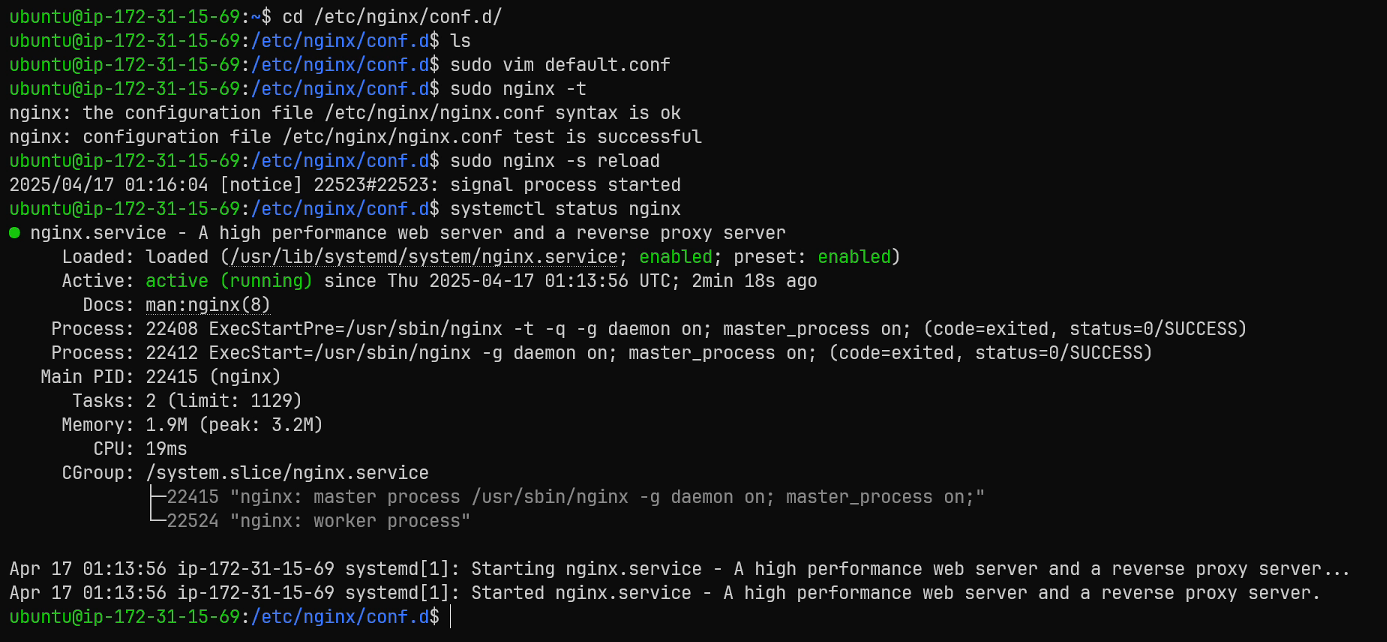 ubuntu@ip-172-31-15-69:~$ cd /etc/nginx/conf.d/
ubuntu@ip-172-31-15-69:/etc/nginx/conf.d$ ls
ubuntu@ip-172-31-15-69:/etc/nginx/conf.d$ sudo vim default.conf
ubuntu@ip-172-31-15-69:/etc/nginx/conf.d$ sudo nginx -t
nginx: the configuration file /etc/nginx/nginx.conf syntax is ok
nginx: configuration file /etc/nginx/nginx.conf test is successful
ubuntu@ip-172-31-15-69:/etc/nginx/conf.d$ sudo nginx -s reload
2025/04/17 01:16:04 [notice] 22523#22523: signal process started
ubuntu@ip-172-31-15-69:/etc/nginx/conf.d$ systemctl status nginx
● nginx.service - A high performance web server and a reverse proxy server
     Loaded: loaded (/usr/lib/systemd/system/nginx.service; enabled; preset: enabled)
     Active: active (running) since Thu 2025-04-17 01:13:56 UTC; 2min 18s ago
       Docs: man:nginx(8)
    Process: 22408 ExecStartPre=/usr/sbin/nginx -t -q -g daemon on; master_process on; (code=exited, status=0/SUCCESS)
    Process: 22412 ExecStart=/usr/sbin/nginx -g daemon on; master_process on; (code=exited, status=0/SUCCESS)
   Main PID: 22415 (nginx)
      Tasks: 2 (limit: 1129)
     Memory: 1.9M (peak: 3.2M)
        CPU: 19ms
     CGroup: /system.slice/nginx.service
             ├─22415 "nginx: master process /usr/sbin/nginx -g daemon on; master_process on;"
             └─22524 "nginx: worker process"

Apr 17 01:13:56 ip-172-31-15-69 systemd[1]: Starting nginx.service - A high performance web server and a reverse proxy server...
Apr 17 01:13:56 ip-172-31-15-69 systemd[1]: Started nginx.service - A high performance web server and a reverse proxy server.
ubuntu@ip-172-31-15-69:/etc/nginx/conf.d$